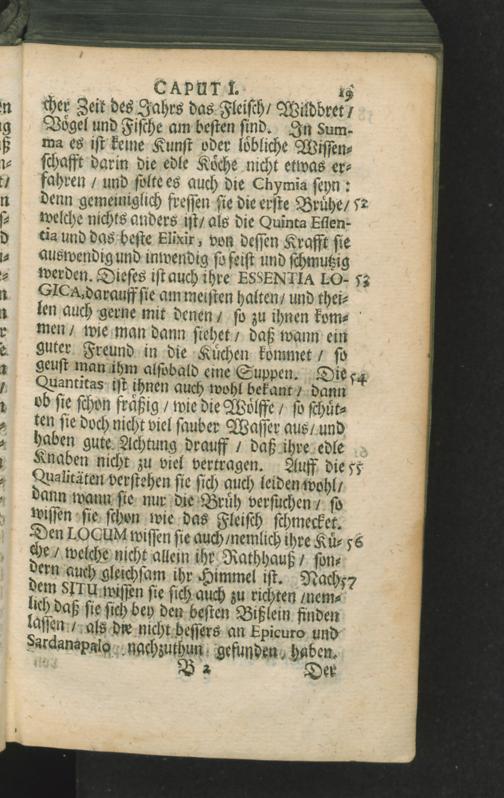 CAPUT I. 19
cher Zeit des Jahrs das Fleisch/ Wildbret/
Vögel und Fische am besten sind. In Sum-
ma es ist keine Kunst oder löbliche Wissen-
schafft darin die edle Köche nicht etwas er-
fahren / und solte es auch die Chymia seyn:
denn gemeiniglich fressen sie die erste Brühe/ 52
welche nichts anders ist/ als die Quinta Essen-
tia und das beste Elixir, von dessen Krafft sie
auswendig und inwendig so feist und schmutzig
werden. Dieses ist auch ihre ESSENTIA LO- 53
GICA, darauff sie am meisten halten/ und thei-
len auch gerne mit denen / so zu ihnen kom-
men / wie man dann siehet / daß wann ein
guter Freund in die Küchen kommet / so
geust man ihm alsobald eine Suppen. Die 54
Quantitas ist ihnen auch wohl bekant / dann
ob sie schon fräßig / wie die Wölffe / so schüt-
ten sie doch nicht viel sauber Wasser aus/ und
haben gute Achtung drauff / daß ihre edle
Knaben nicht zu viel vertragen. Auff die 55
Qualitäten verstehen sie sich auch leiden wohl/
dann wann sie nur die Brüh versuchen / so
wissen sie schon wie das Fleisch schmecket.
Den LOCUM wissen sie auch/ nemlich ihre Kü- 56
che / welche nicht allein ihr Rathhauß / son-
dern auch gleichsam ihr Himmel ist. Nach 57
dem SITU wissen sie sich auch zu richten / nem-
lich daß sie sich bey den besten Bißlein finden
lassen / als die nicht bessers an Epicuro und
Sardanapalo nachzuthun gefunden haben.
B 2 Der